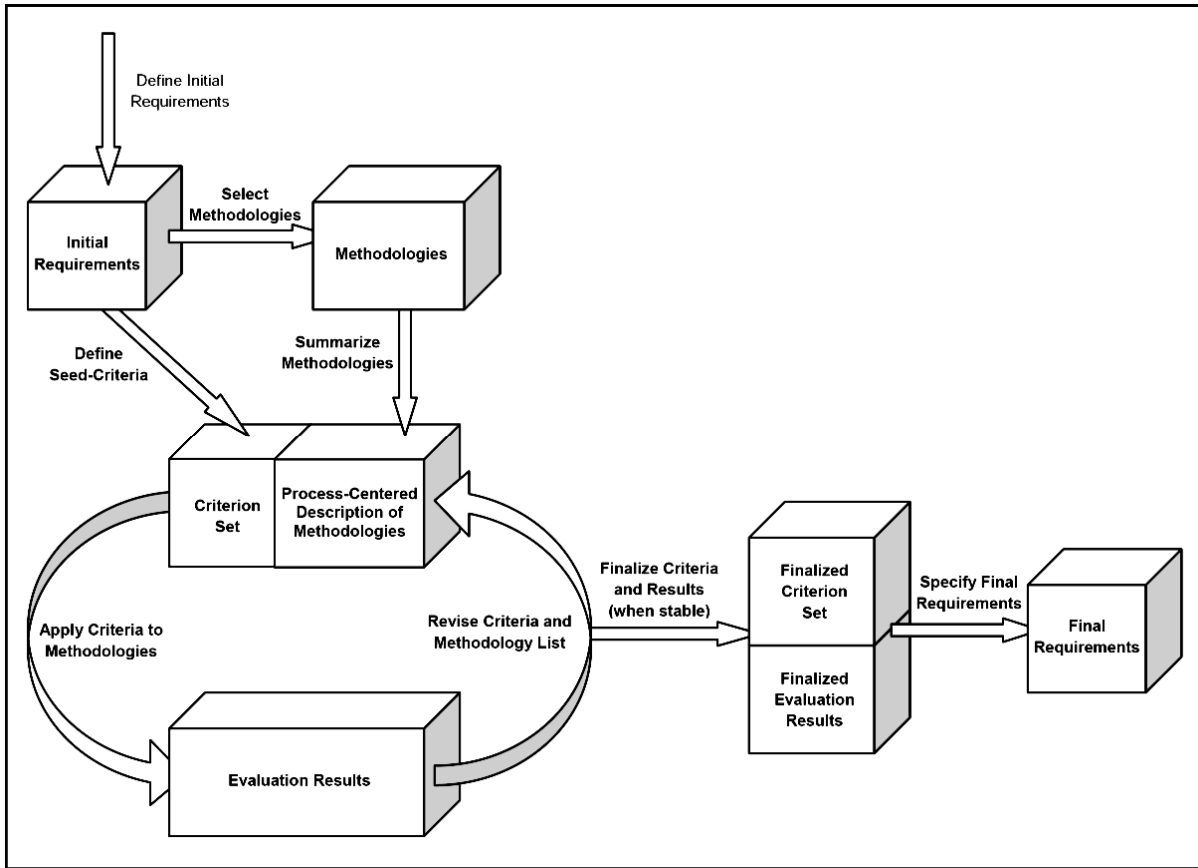 Define Initial
Requirements
Select
Methodologies
Initial
Requirements
Methodologies
Define
Seed-Criteria
Summarize
Methodologies
Criterion
Set
Process-Centered
Description of
Methodologies
Apply Criteria to
Methodologies
Revise Criteria and
Methodology List
Evaluation Results
Finalize Criteria
and Results
(when stable)
Finalized
Criterion
Set
Finalized
Evaluation
Results
Specify Final
Requirements
Final
Requirements